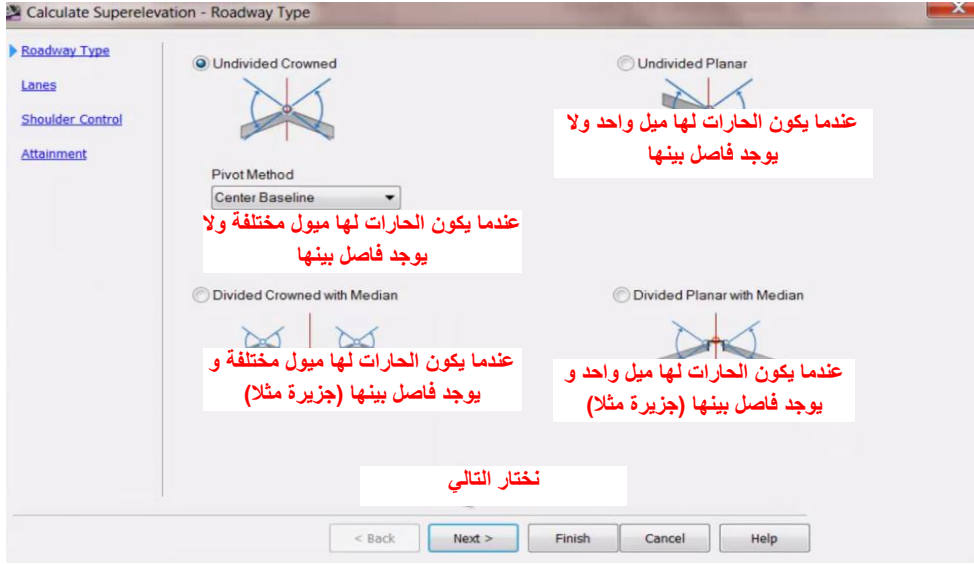 Calculate Superelevation - Roadway Type
Roadway Type
Lanes
Shoulder Control
Attainment
Undivided Crowned
Undivided Planar
عندما يكون الحارات لها ميل واحد ولا
يوجد فاصل بينها
Pivot Method
Center Baseline
عندما يكون الحارات لها ميول مختلفة ولا
يوجد فاصل بينها
Divided Crowned with Median
Divided Planar with Median
عندما يكون الحارات لها ميول مختلفة و
يوجد فاصل بينها (جزيرة مثلا)
عندما يكون الحارات لها ميل واحد و
يوجد فاصل بينها (جزيرة مثلا)
نختار التالي
< Back
Next >
Finish
Cancel
Help